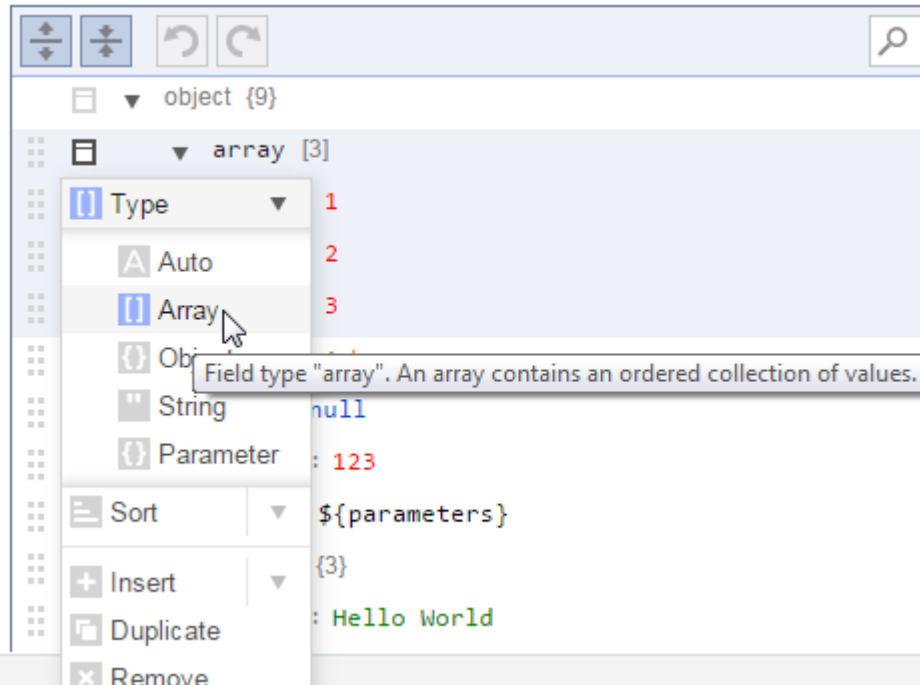 object {9}
array [3]
Type
1
Auto
2
Array
3
Field type "array". An array contains an ordered collection of values.
String
null
Parameter
: 123
Sort
${parameters}
{3}
Insert
: Hello World
Duplicate
Remove